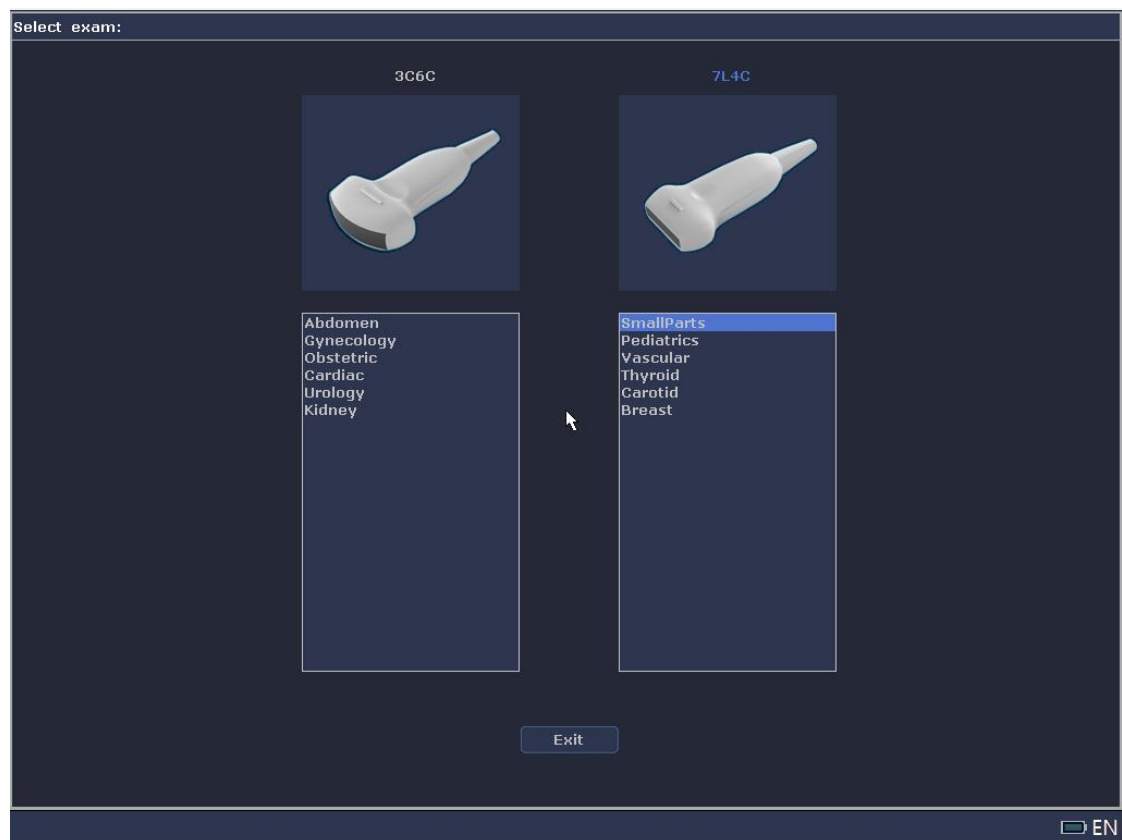 Select exam:
3C6C
7L4C
Abdomen
Gynecology
Obstetric
Cardiac
Urology
Kidney
SmallParts
Pediatrics
Vascular
Thyroid
Carotid
Breast
Exit
EN